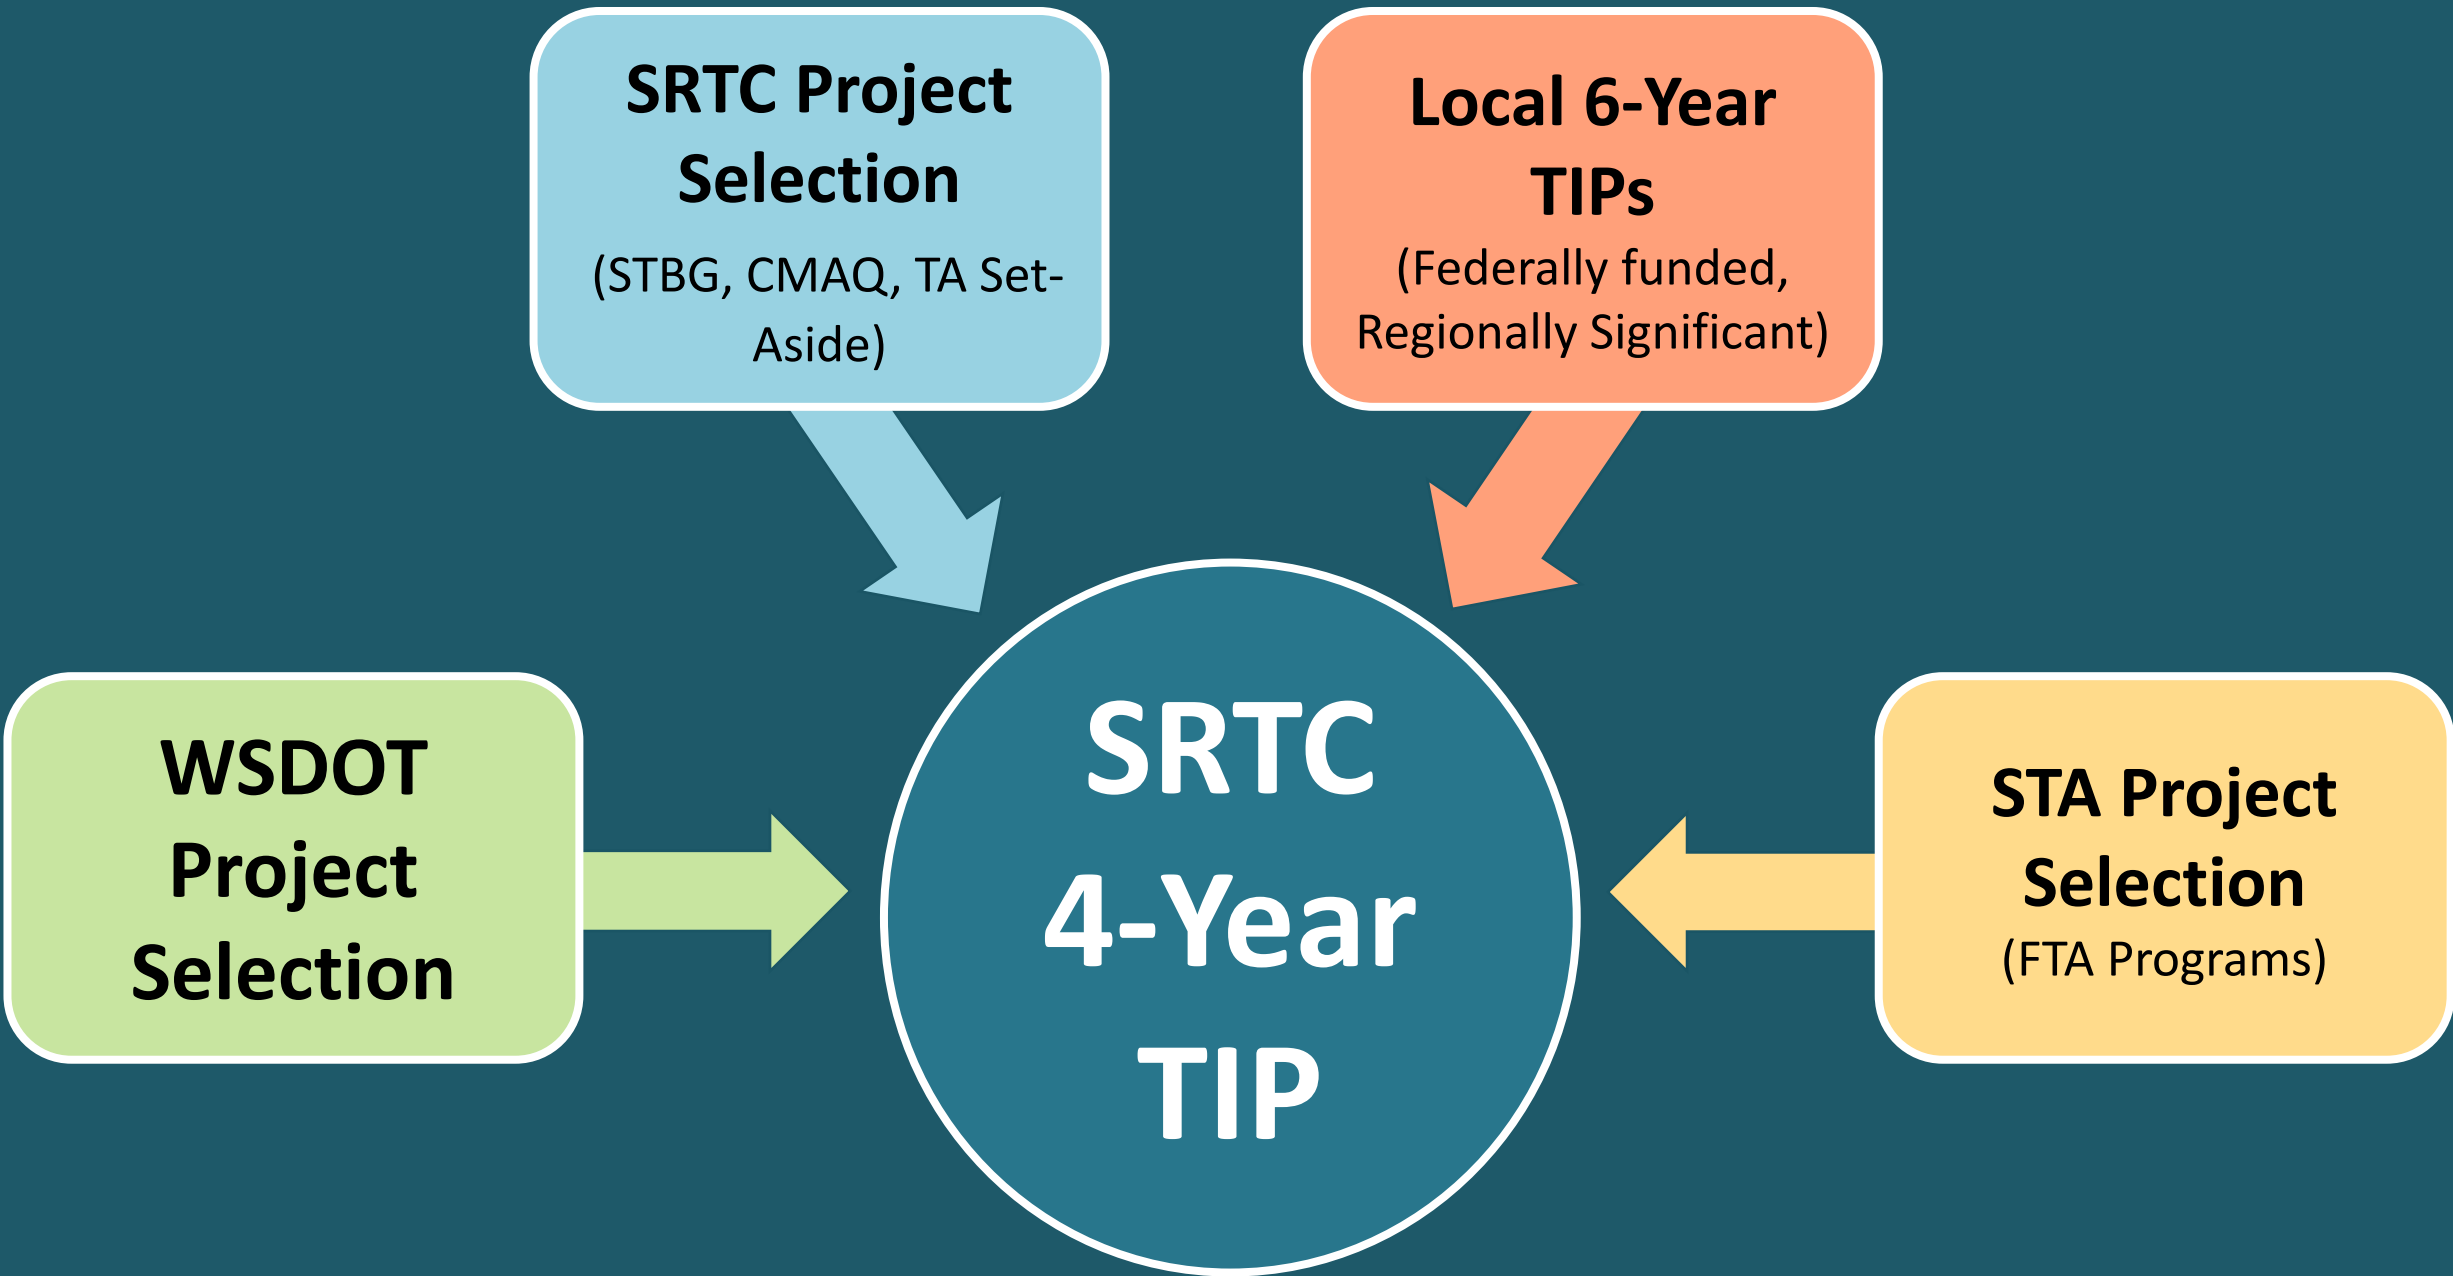 SRTC Project
Selection
(STBG, CMAQ, TA Set-
Aside)
Local 6-Year
TIPs
(Federally funded,
Regionally Significant)
WSDOT
Project
Selection
SRTC
4-Year
TIP
STA Project
Selection
(FTA Programs)